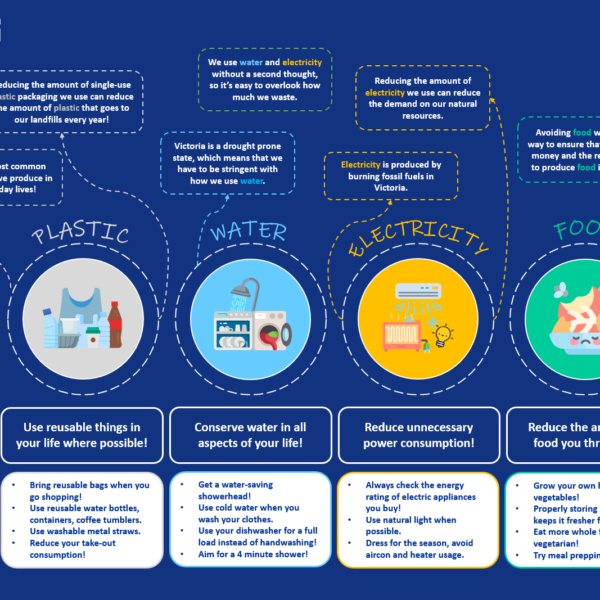 We use water and electricity
without a second thought,
so it's easy to overlook how
much we waste.
Reducing the amount of
electricity we use can reduce
the demand on our natural
resources.
educing the amount of single-use
astic packaging we use can reduce
e amount of plastic that goes to
our landfills every year!
Victoria is a drought prone
state, which means that we
have to be stringent with
how we use water.
Electricity is produced by
burning fossil fuels in
Victoria.
Avoiding food w
way to ensure that
money and the re
to produce food i
ost common
we produce in
day lives!
PLASTIC
WATER
ELECTRICITY
FOO
Use reusable things in
your life where possible!
Conserve water in all
aspects of your life!
Reduce unnecessary
power consumption!
Reduce the a
food you thr
• Bring reusable bags when you
go shopping!
• Use reusable water bottles,
containers, coffee tumblers.
• Use washable metal straws.
• Reduce your take-out
consumption!
• Get a water-saving
showerhead!
• Use cold water when you
wash your clothes.
• Use your dishwasher for a full
load instead of handwashing!
• Aim for a 4 minute shower!
• Always check the energy
rating of electric appliances
you buy!
• Use natural light when
possible.
• Dress for the season, avoid
aircon and heater usage.
• Grow your own h
vegetables!
• Properly storing
keeps it fresher f
• Eat more whole f
vegetarian!
• Try meal preppin